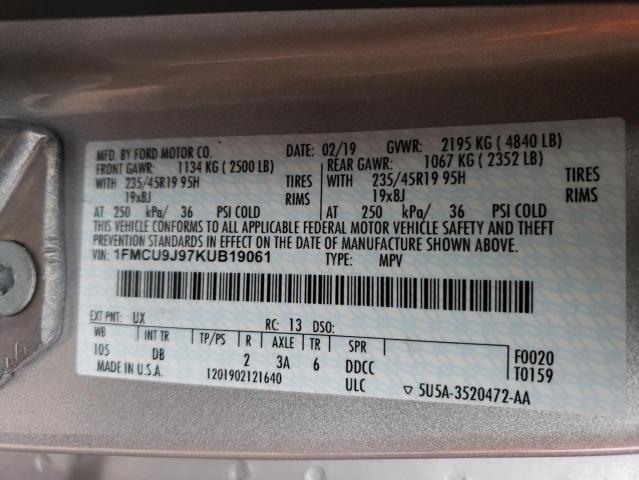 MFD. BY FORD MOTOR CO. DATE: 02/19 GVWR: 2195 KG ( 4840 LB)
FRONT GAWR: 1134 KG ( 2500 LB) REAR GAWR: 1067 KG ( 2352 LB)
WITH 235/45R19 95H TIRES WITH 235/45R19 95H TIRES
19x8J RIMS 19x8J RIMS
AT 250 kPa/ 36 PSI COLD AT 250 kPa/ 36 PSI COLD
THIS VEHICLE CONFORMS TO ALL APPLICABLE FEDERAL MOTOR VEHICLE SAFETY AND THEFT
PREVENTION STANDARDS IN EFFECT ON THE DATE OF MANUFACTURE SHOWN ABOVE.
VIN: 1FMCU9J97KUB19061 TYPE: MPV
EXT PNT: UX RC: 13 DSO:
WB INT TR TP/PS R AXLE TR SPR F0020
105 DB 2 3A 6 DDCC T0159
MADE IN U.S.A. 1201902121640 ULC ▽ 5U5A-3520472-AA